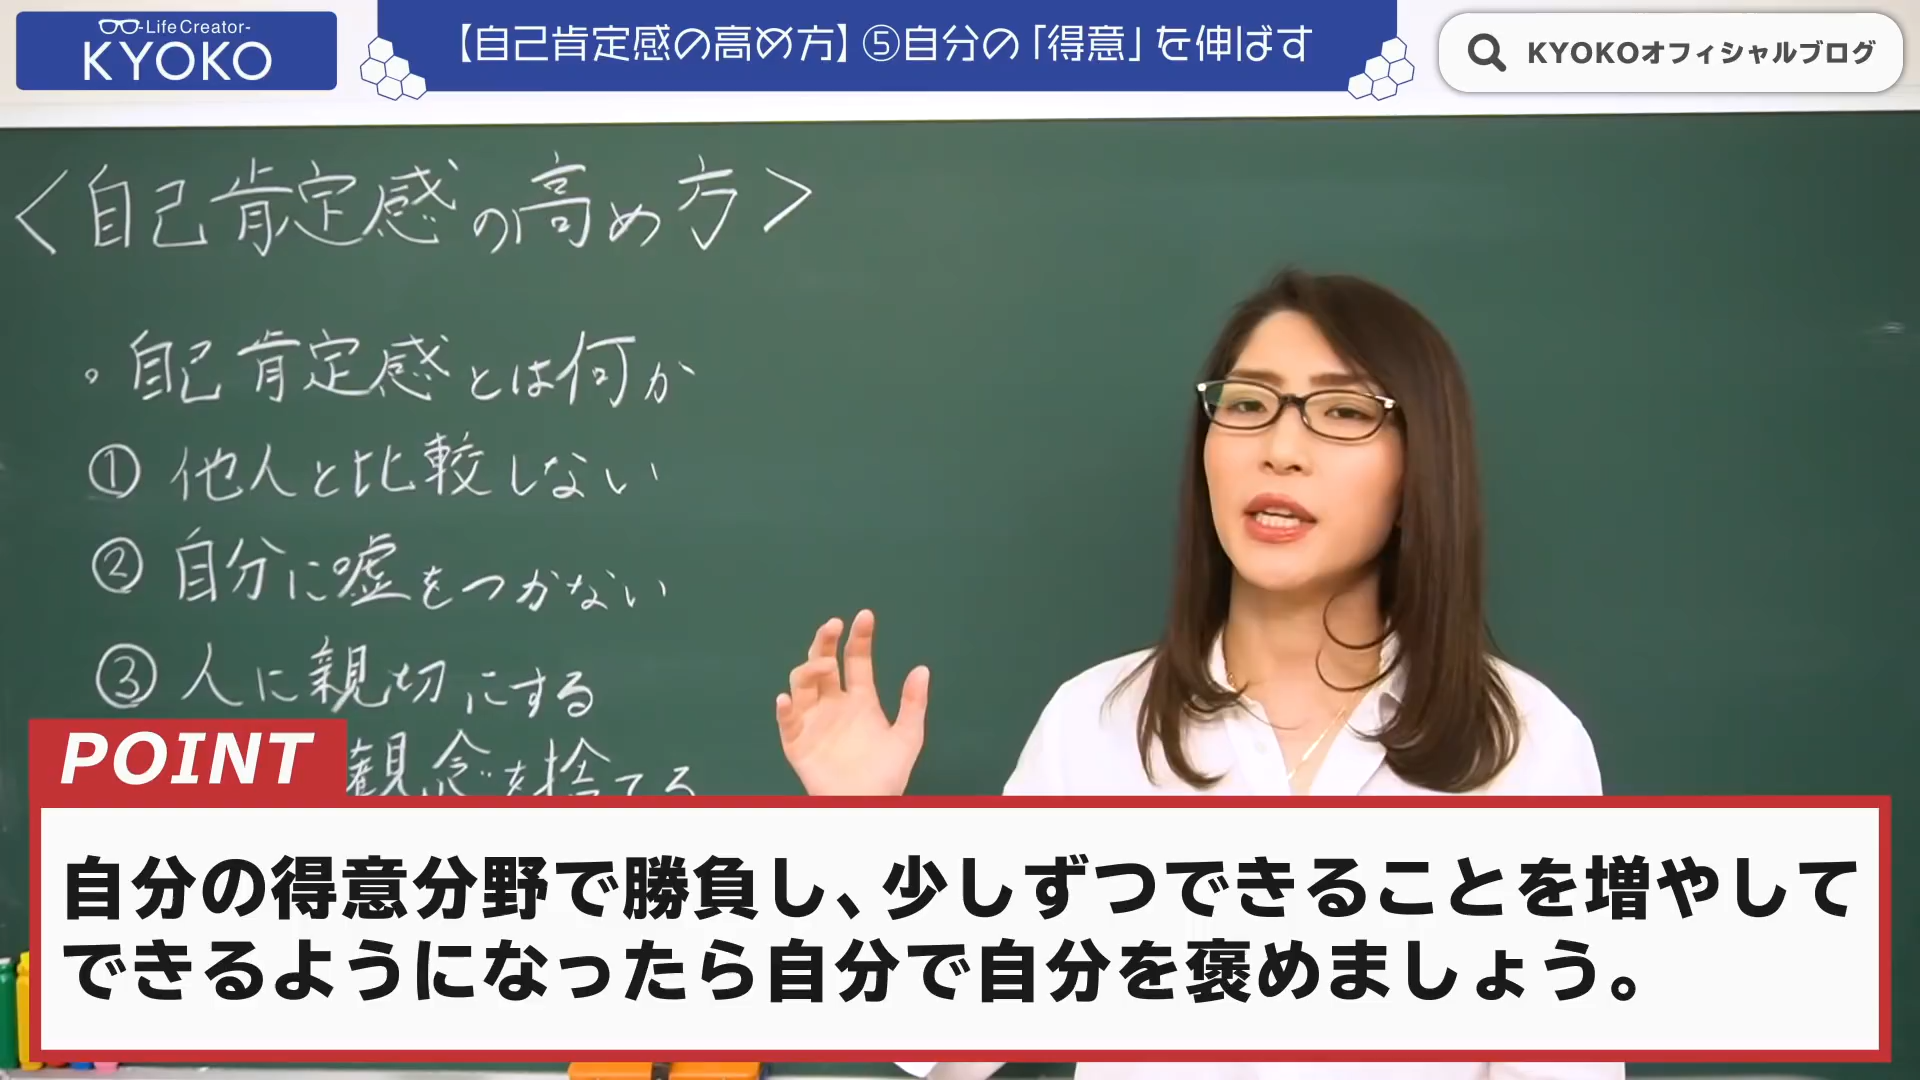 -Life Creator-
KYOKO
【自己肯定感の高め方】⑤自分の「得意」を伸ばす
KYOKOオフィシャルブログ
＜自己肯定感の高め方＞
。自己肯定感とは何か
① 他人と比較しない
② 自分に嘘をつかない
③ 人に親切にする
観念を捨てる
POINT
自分の得意分野で勝負し、少しずつできることを増やして
できるようになったら自分で自分を褒めましょう。